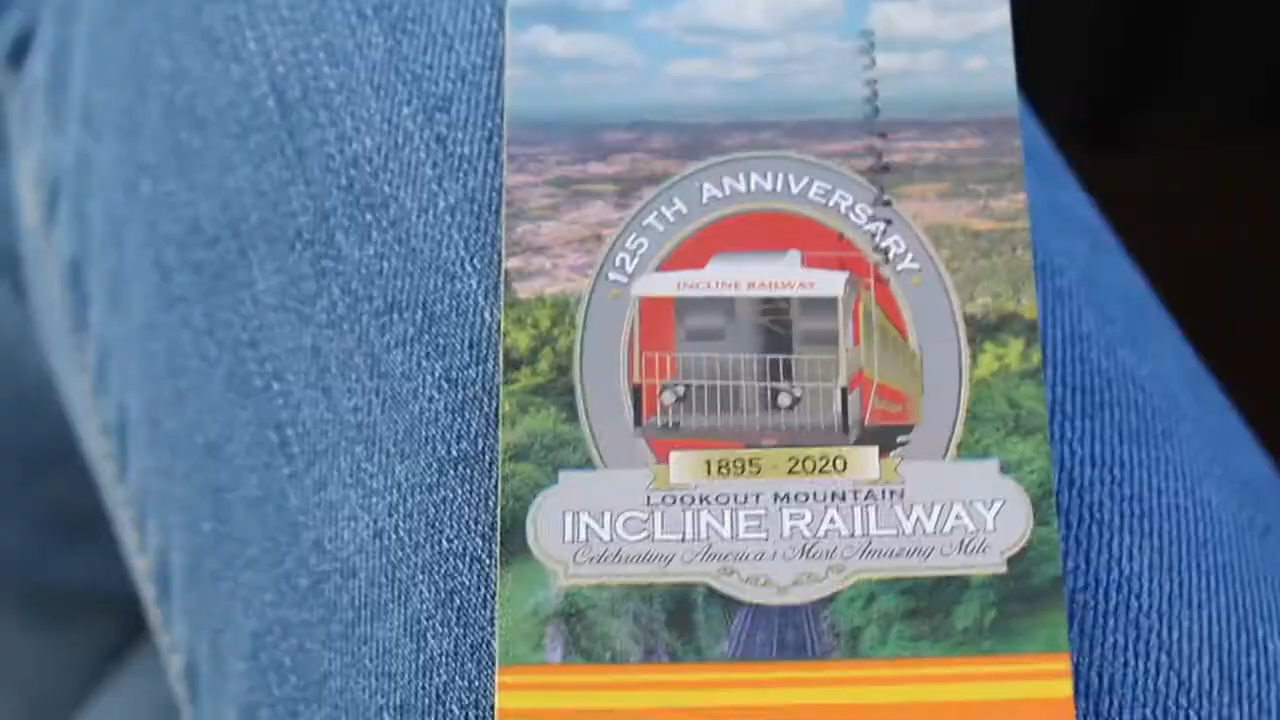 125TH ANNIVERSARY
INCLINE RAILWAY
1895 - 2020
LOOKOUT MOUNTAIN
INCLINE RAILWAY
Celebrating America's Most Amazing Mile